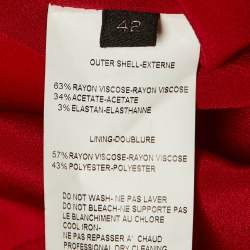 42
OUTER SHELL-EXTERNE
63% RAYON VISCOSE-RAYON VISCOSE
34% ACETATE-ACETATE
3% ELASTAN-ELASTHANNE
LINING-DOUBLURE
57% RAYON VISCOSE-RAYON VISCOSE
43% POLYESTER-POLYESTER
DO NOT WASH- NE PAS LAVER
DO NOT BLEACH-NE SUPPORTE PAS
LE BLANCHIMENT AU CHLORE
COOL IRON-
NE PAS REPASSER A' CHAUD
PROFESSIONAL DRY CLEANING